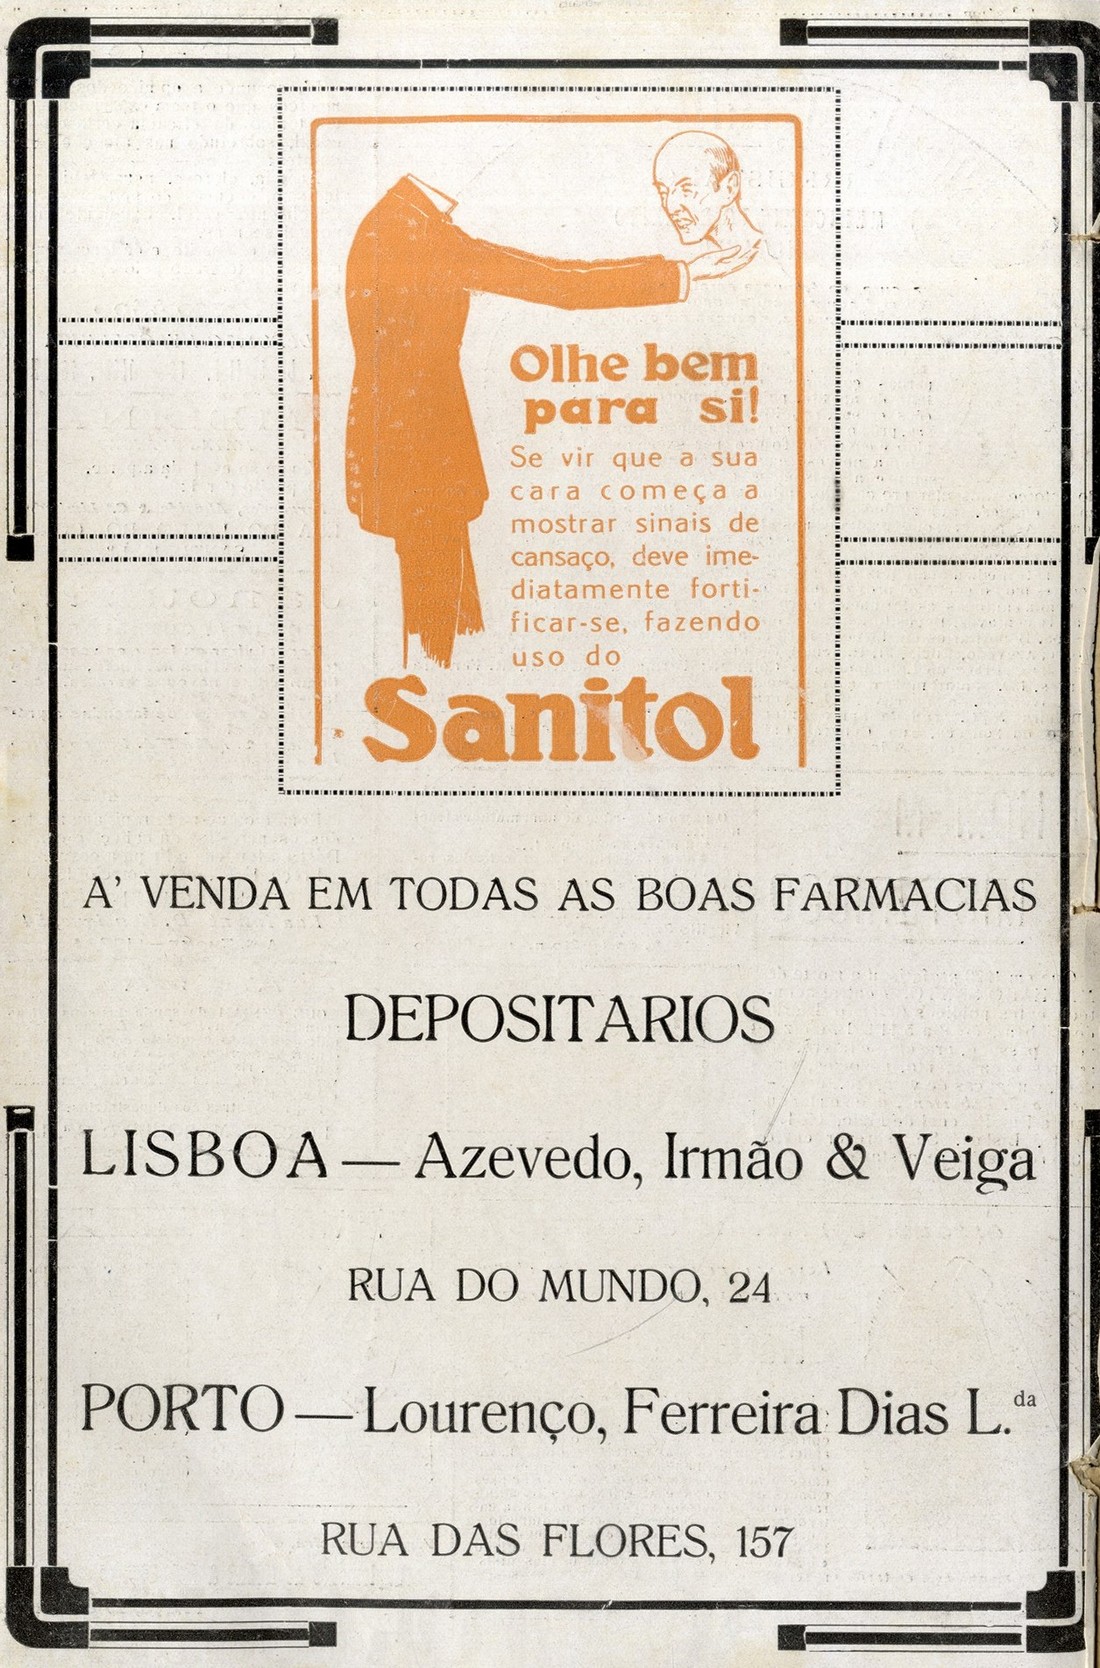 Olhe bem
para si!
Se vir que a sua
cara começa a
mostrar sinais de
cansaço, deve ime-
diatamente forti-
ficar-se, fazendo
uso do
Sanitol
A' VENDA EM TODAS AS BOAS FARMACIAS
DEPOSITARIOS
LISBOA — Azevedo, Irmão & Veiga
RUA DO MUNDO, 24
PORTO — Lourenço, Ferreira Dias L.da
RUA DAS FLORES, 157